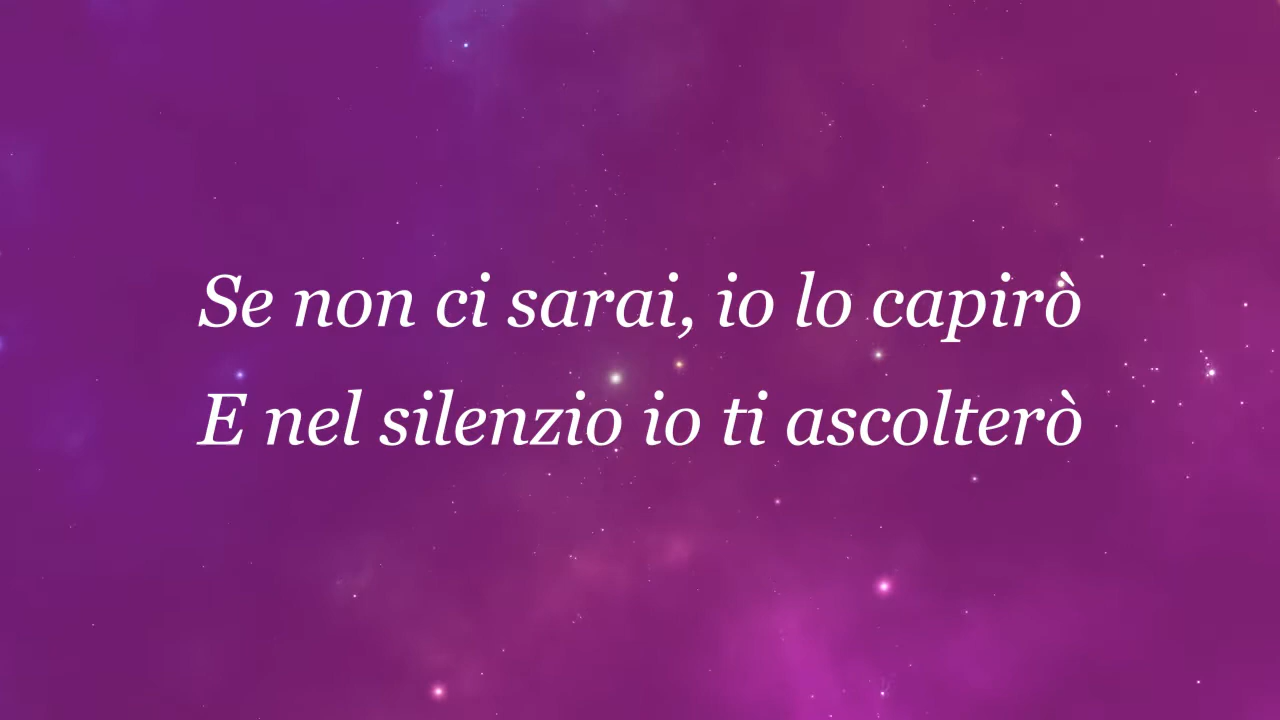 Se non ci sarai, io lo capirò
E nel silenzio io ti ascolterò